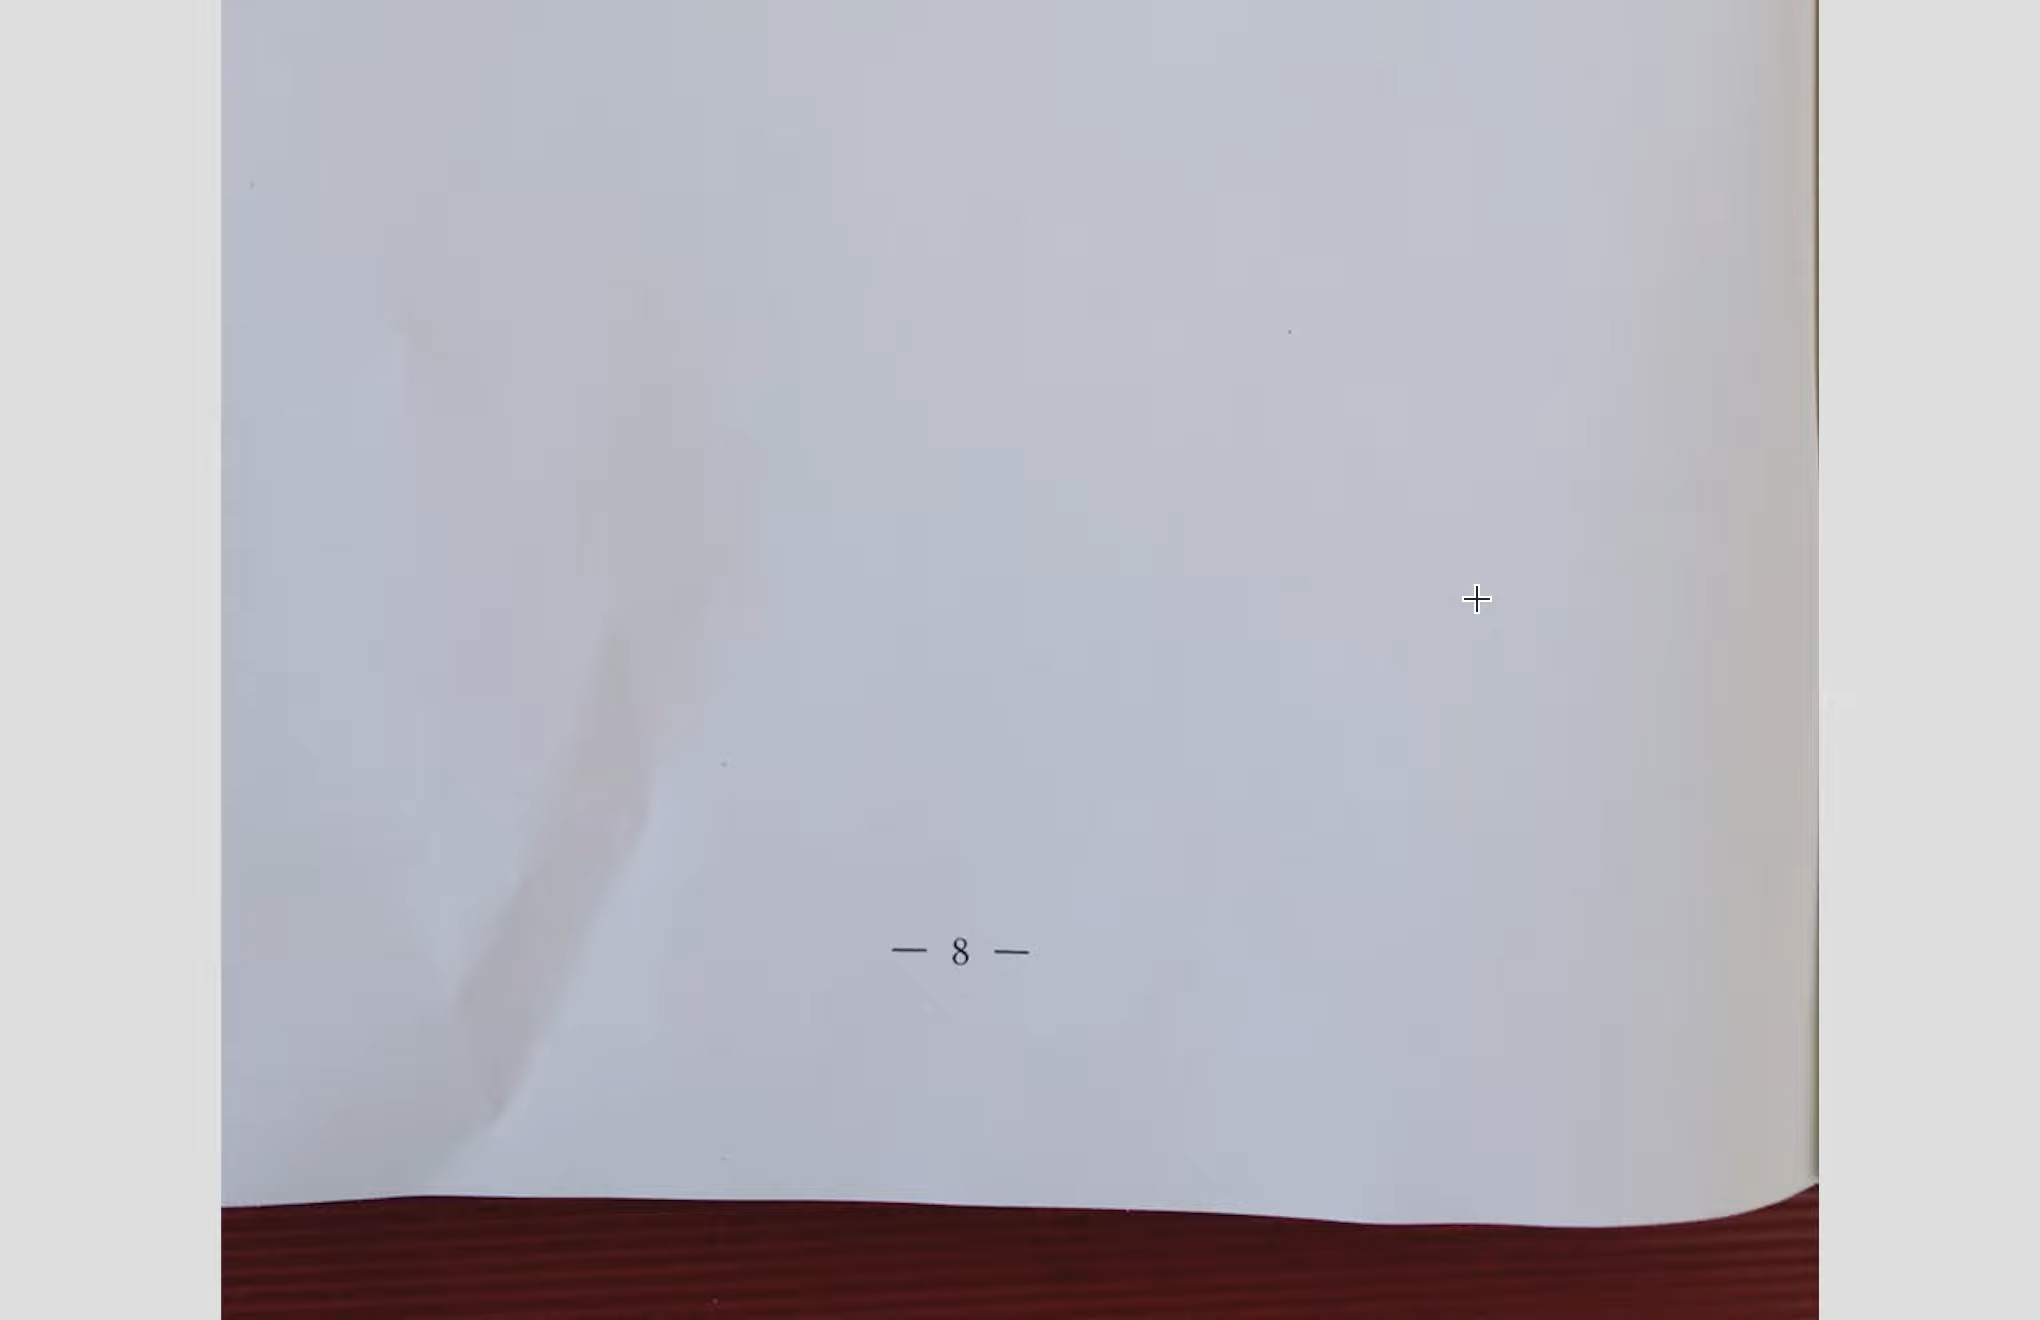 — 8 —